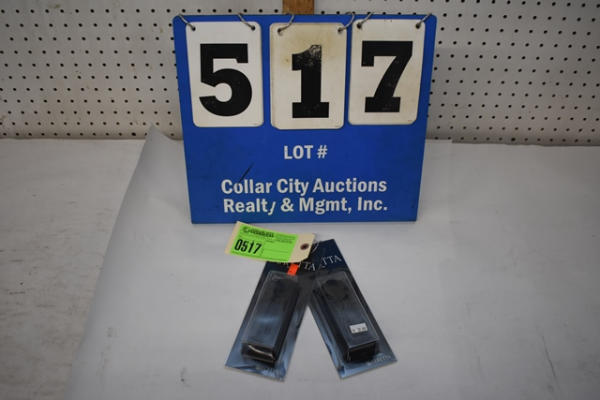 517
LOT #
Collar City Auctions
Realty & Mgmt, Inc.
0517